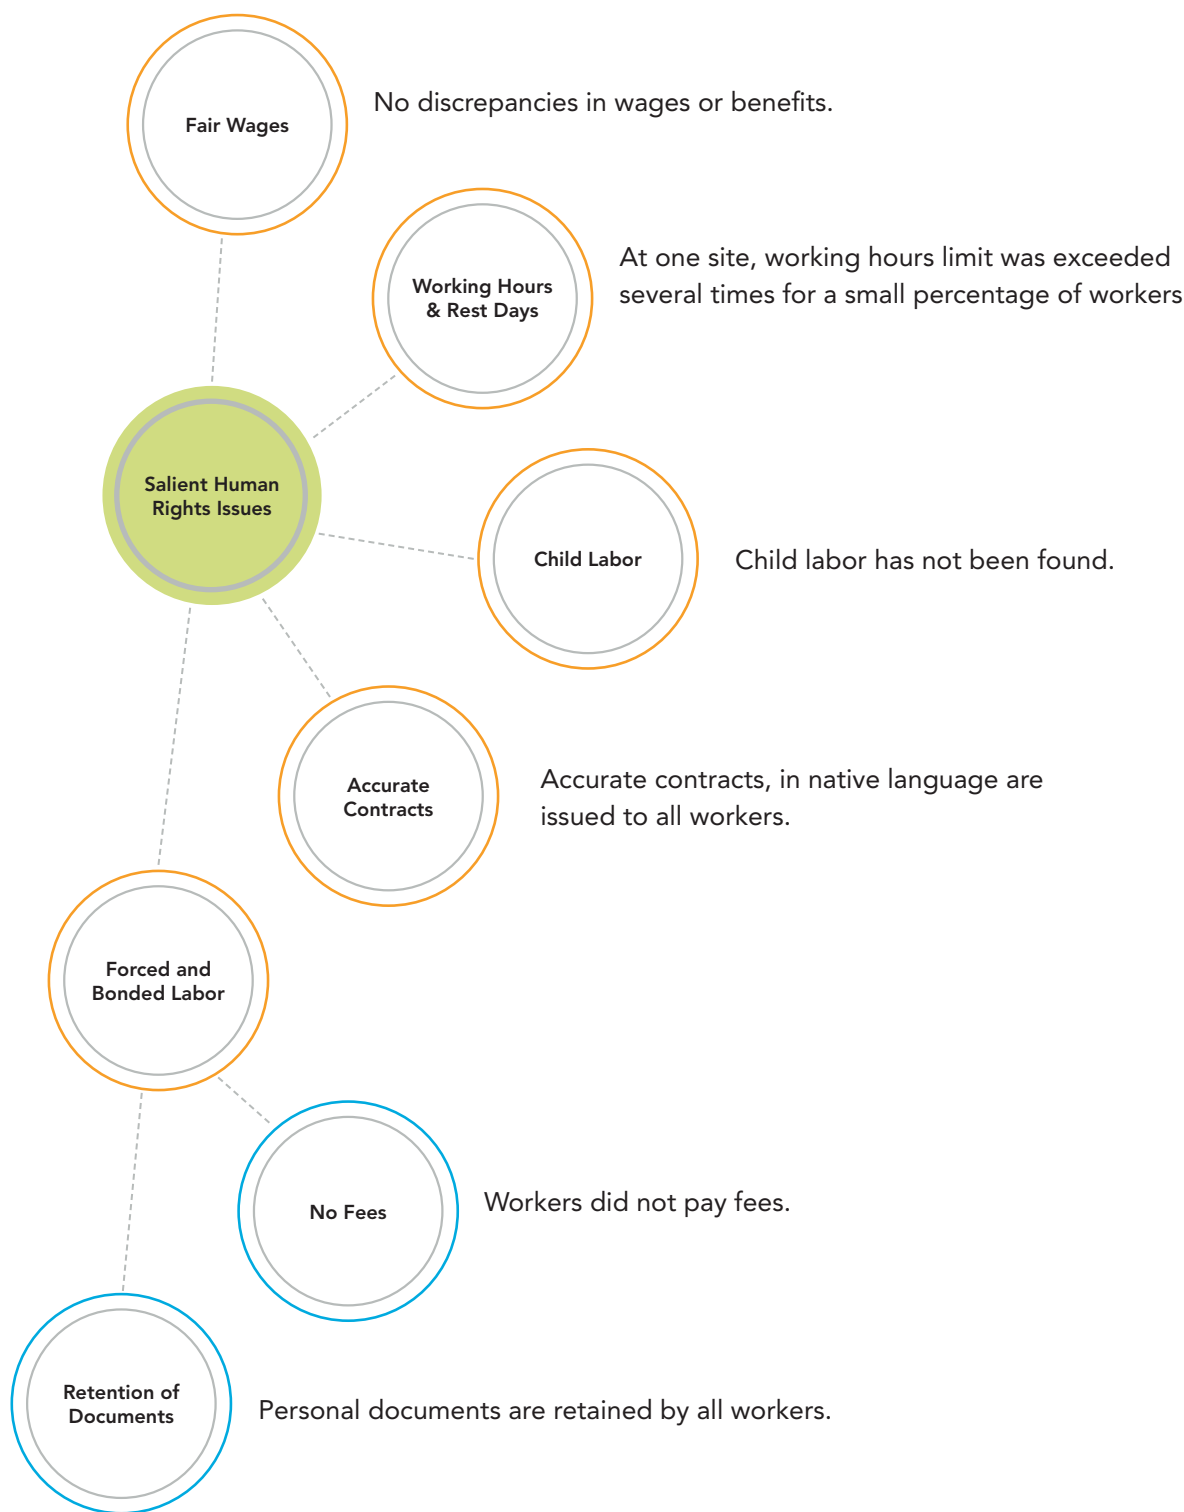 Fair Wages
No discrepancies in wages or benefits.
Working Hours
& Rest Days
At one site, working hours limit was exceeded
several times for a small percentage of workers
Salient Human
Rights Issues
Child Labor
Child labor has not been found.
Accurate
Contracts
Accurate contracts, in native language are
issued to all workers.
Forced and
Bonded Labor
No Fees
Workers did not pay fees.
Retention of
Documents
Personal documents are retained by all workers.